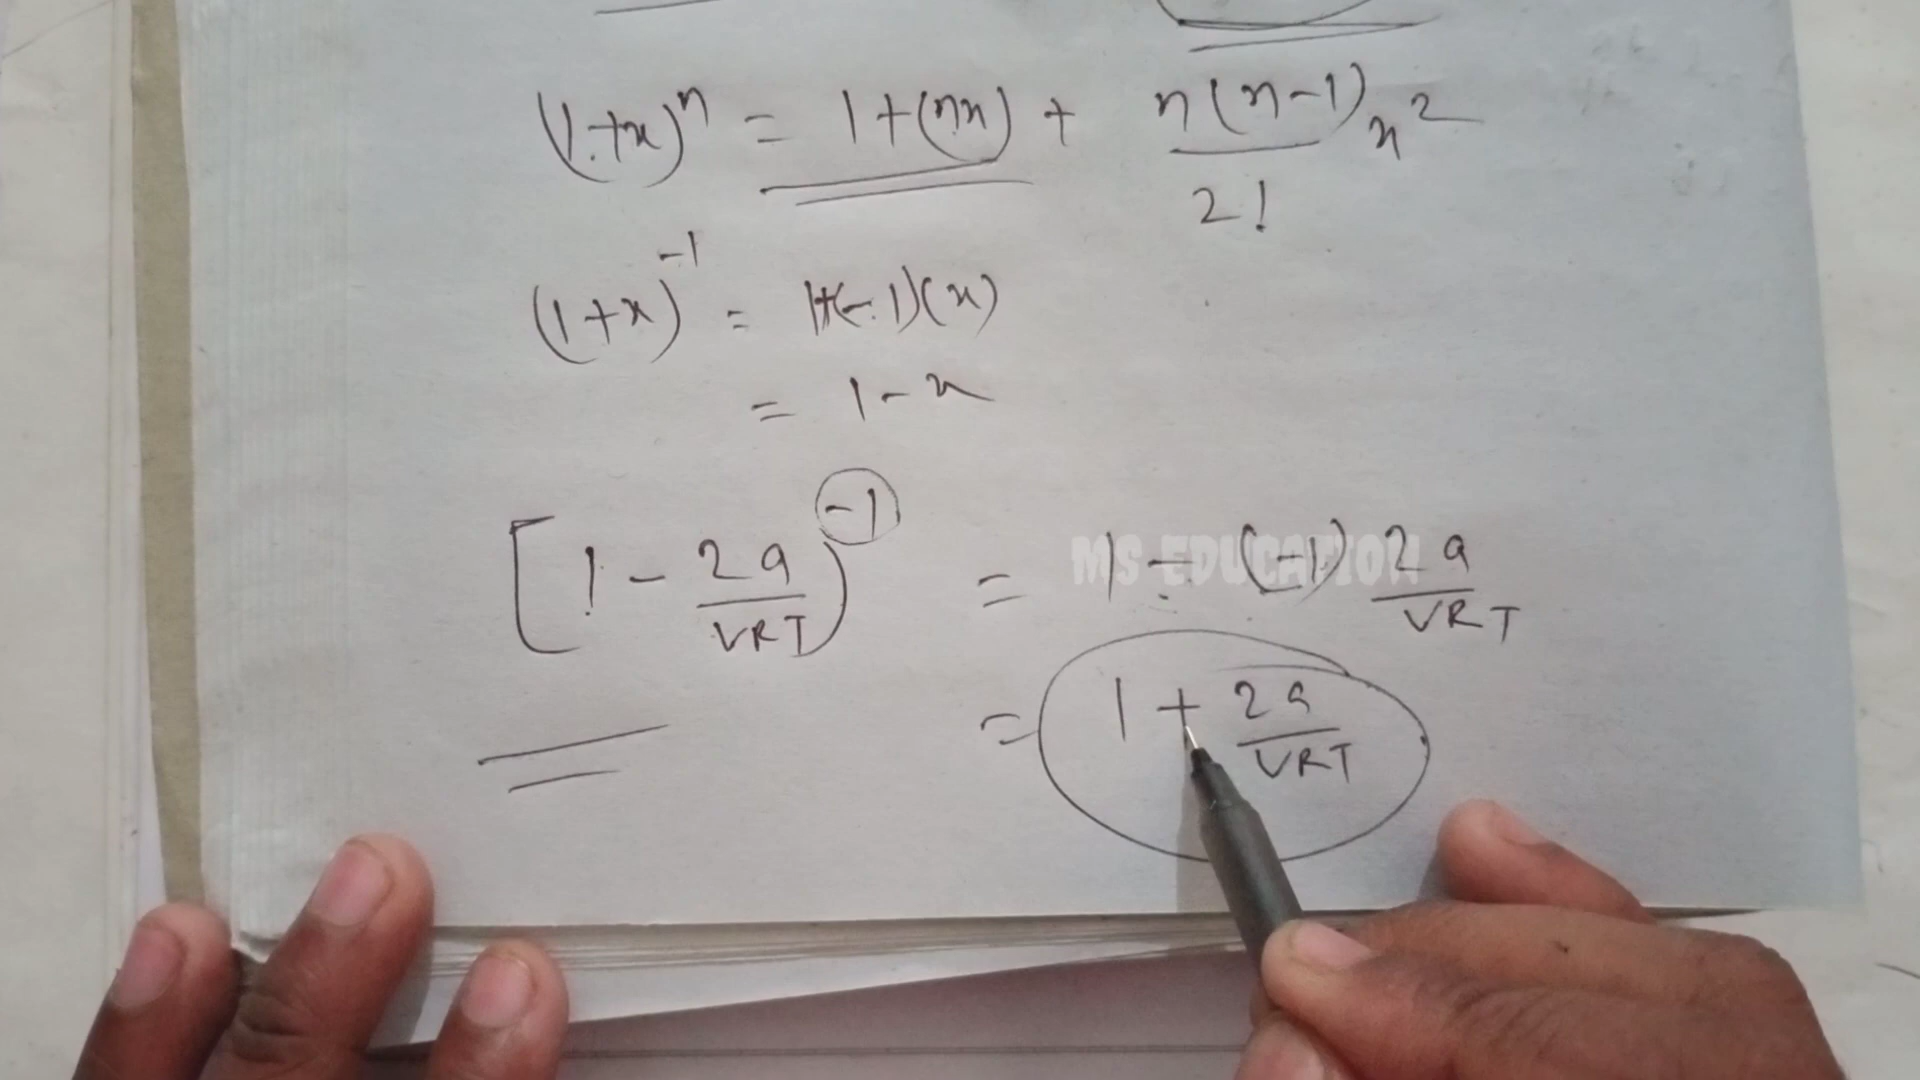 (1+x)^n = 1+(nx) + n(n-1)/2! x^2
(1+x)^-1 = 1+(-1)(x)
= 1-x
[1 - 2a/VRT)^-1 = 1 - (-1) 2a/VRT
= 1 + 2a/VRT
MS EDUCATION